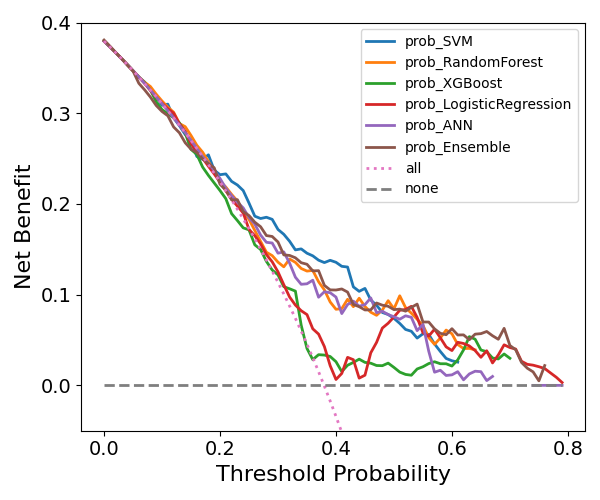 0.4
0.3
0.2
0.1
0.0
Net Benefit
prob_SVM
prob_RandomForest
prob_XGBoost
prob_LogisticRegression
prob_ANN
prob_Ensemble
all
none
0.0 0.2 0.4 0.6 0.8
Threshold Probability